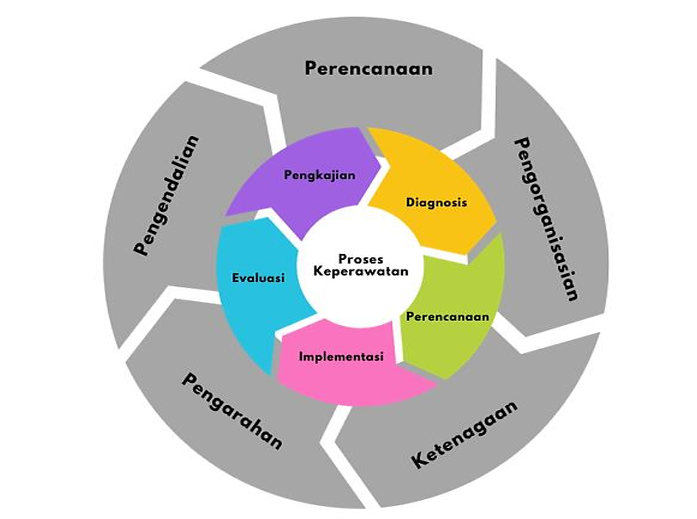 Perencanaan
Pengorganisasian
Ketenagaan
Pengarahan
Pengendalian
Pengkajian
Diagnosis
Perencanaan
Implementasi
Evaluasi
Proses
Keperawatan